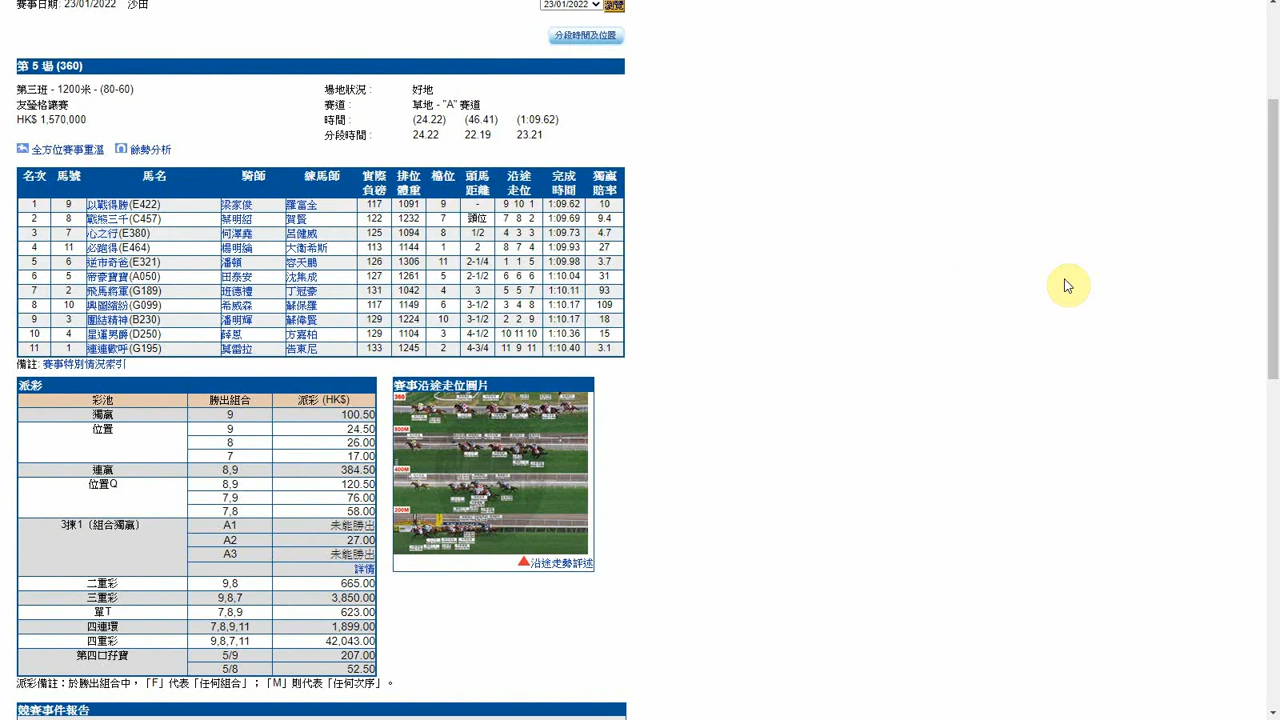 賽事日期: 23/01/2022 沙田
23/01/2022 瀏覽
分段時間及位置
第 5 場 (360)
第三班 - 1200米 - (80-60) 場地狀況 : 好地
友瑩格讓賽 賽道 : 草地 - "A" 賽道
HK$ 1,570,000 時間 : (24.22) (46.41) (1:09.62)
分段時間 : 24.22 22.19 23.21
全方位賽事重溫 餘勢分析
名次 馬號 馬名 騎師 練馬師 實際負磅 排位體重 檔位 頭馬距離 沿途走位 完成時間 獨贏賠率
1 9 以戰得勝(E422) 梁家俊 羅富全 117 1091 9 - 9 10 1 1:09.62 10
2 8 戰熊三千(C457) 蔡明紹 賀賢 122 1232 7 頭位 7 8 2 1:09.64 9.4
3 7 心之行(E380) 何澤堯 呂健威 125 1094 8 1/2 4 3 3 1:09.73 4.7
4 11 必跑得(E464) 楊明綸 大衛希斯 113 1144 1 2 8 7 4 1:09.93 27
5 6 逆市奇爸(E321) 潘頓 容天鵬 126 1306 11 2-1/4 1 1 5 1:09.98 3.7
6 5 帝豪寶寶(A050) 田泰安 沈集成 127 1261 5 2-1/2 6 6 6 1:10.04 31
7 2 飛馬將軍(G189) 班德禮 丁冠豪 131 1042 4 3 5 5 7 1:10.11 93
8 10 興圖繽紛(G099) 希威森 蘇保羅 117 1149 6 3-1/2 3 4 8 1:10.17 109
9 3 團結精神(B230) 潘明輝 蘇偉賢 129 1224 10 3-1/2 2 2 9 1:10.17 18
10 4 星運男爵(D250) 薛恩 方嘉柏 129 1104 3 4-1/2 10 11 10 1:10.36 15
11 1 連連歡呼(G195) 莫雷拉 告東尼 133 1245 2 4-3/4 11 9 11 1:10.40 3.1
備註: 賽事特別情況索引
派彩
彩池 勝出組合 派彩 (HK$)
獨贏 9 100.50
位置 9 24.50
8 26.00
7 17.00
連贏 8,9 384.50
位置Q 8,9 120.50
7,9 76.00
7,8 58.00
3揀1 (組合獨贏) A1 未能勝出
A2 27.00
A3 未能勝出
詳情
二重彩 9,8 665.00
三重彩 9,8,7 3,850.00
單T 7,8,9 623.00
四連環 7,8,9,11 1,899.00
四重彩 9,8,7,11 42,043.00
第四口孖寶 5/9 207.00
5/8 52.50
派彩備註：於勝出組合中，「F」代表「任何組合」；「M」則代表「任何次序」。
賽事沿途走位圖片
800M
400M
200M
沿途走勢評述
競賽事件報告